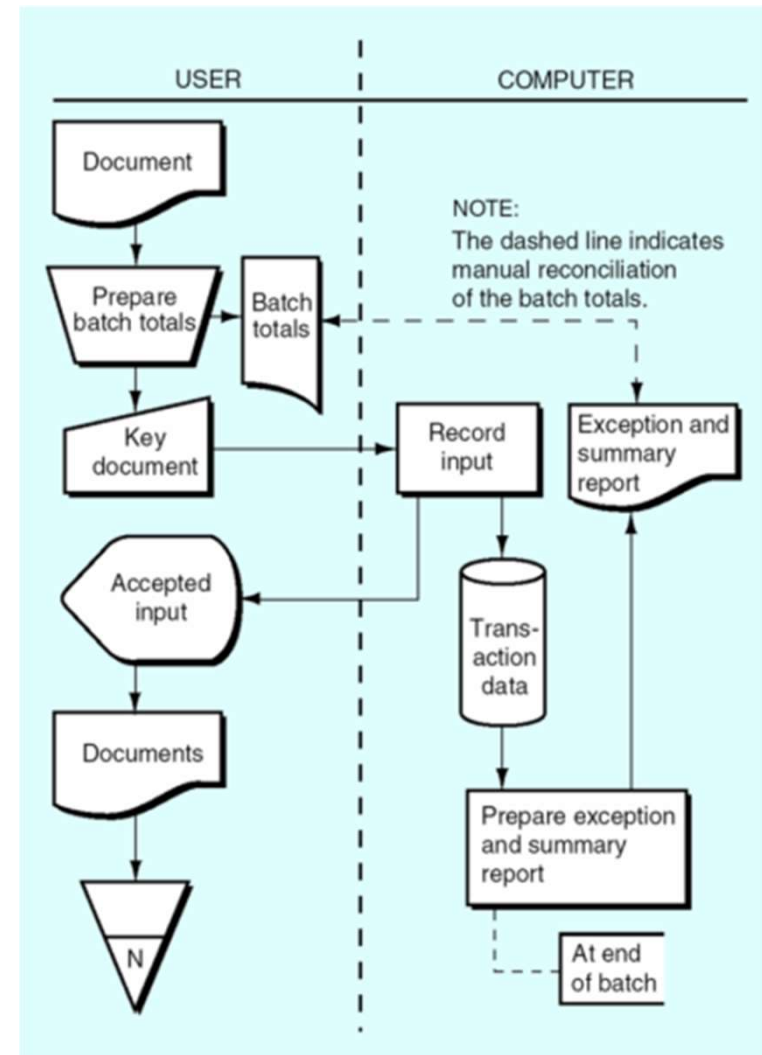 USER
COMPUTER
Document
NOTE:
The dashed line indicates
manual reconciliation
of the batch totals.
Prepare
batch totals
Batch
totals
Key
document
Record
input
Exception and
summary
report
Accepted
input
Trans-
action
data
Documents
Prepare exception
and summary
report
N
At end
of batch